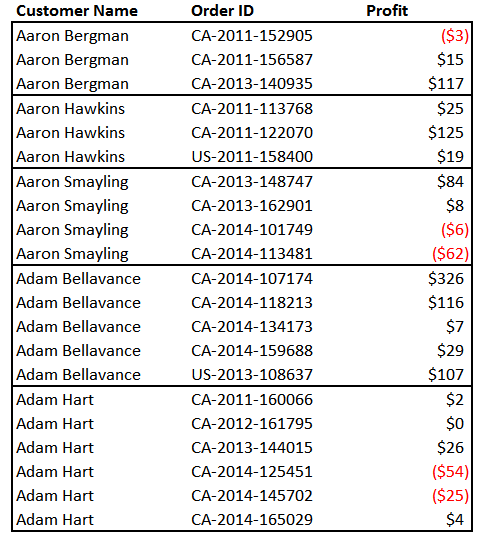 Customer Name Order ID Profit
Aaron Bergman CA-2011-152905 ($3)
Aaron Bergman CA-2011-156587 $15
Aaron Bergman CA-2013-140935 $117
Aaron Hawkins CA-2011-113768 $25
Aaron Hawkins CA-2011-122070 $125
Aaron Hawkins US-2011-158400 $19
Aaron Smayling CA-2013-148747 $84
Aaron Smayling CA-2013-162901 $8
Aaron Smayling CA-2014-101749 ($6)
Aaron Smayling CA-2014-113481 ($62)
Adam Bellavance CA-2014-107174 $326
Adam Bellavance CA-2014-118213 $116
Adam Bellavance CA-2014-134173 $7
Adam Bellavance CA-2014-159688 $29
Adam Bellavance US-2013-108637 $107
Adam Hart CA-2011-160066 $2
Adam Hart CA-2012-161795 $0
Adam Hart CA-2013-144015 $26
Adam Hart CA-2014-125451 ($54)
Adam Hart CA-2014-145702 ($25)
Adam Hart CA-2014-165029 $4